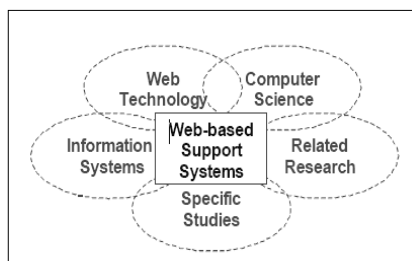 Web
Technology
Computer
Science
Information
Systems
Web-based
Support
Systems
Related
Research
Specific
Studies